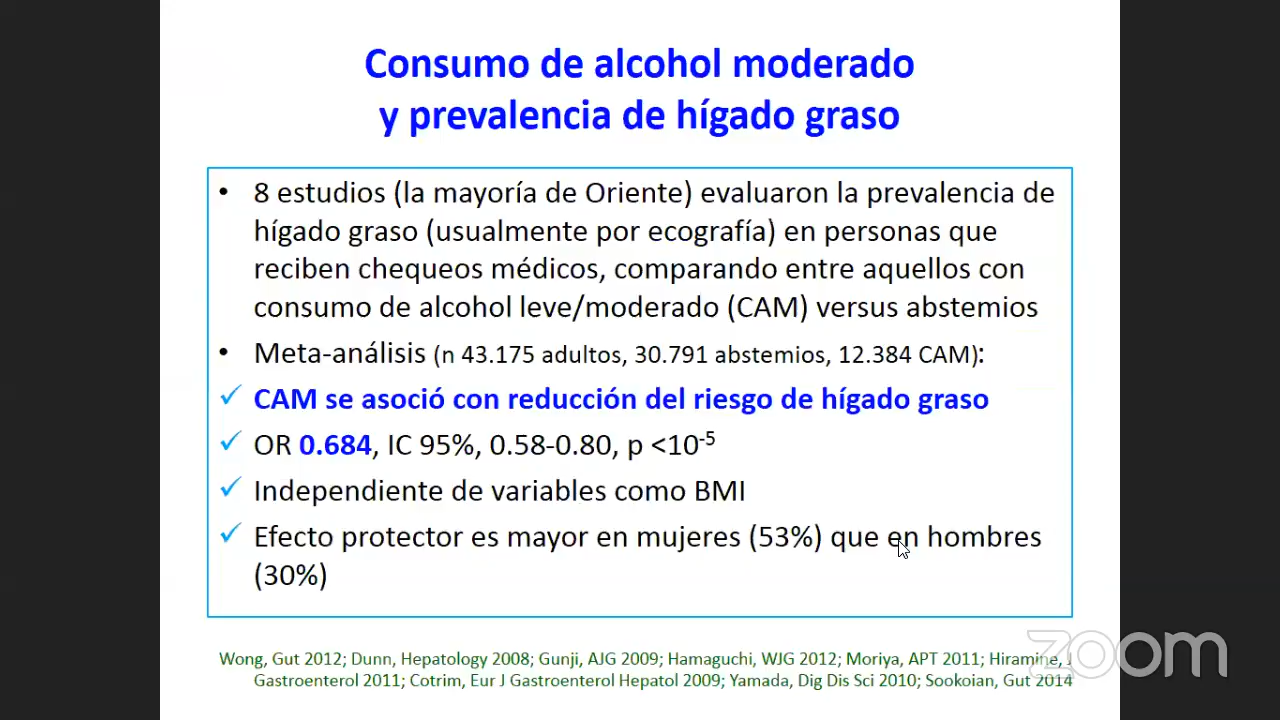 Consumo de alcohol moderado
y prevalencia de hígado graso
• 8 estudios (la mayoría de Oriente) evaluaron la prevalencia de
hígado graso (usualmente por ecografía) en personas que
reciben chequeos médicos, comparando entre aquellos con
consumo de alcohol leve/moderado (CAM) versus abstemios
• Meta-análisis (n 43.175 adultos, 30.791 abstemios, 12.384 CAM):
✓ CAM se asoció con reducción del riesgo de hígado graso
✓ OR 0.684, IC 95%, 0.58-0.80, p <10⁻⁵
✓ Independiente de variables como BMI
✓ Efecto protector es mayor en mujeres (53%) que en hombres
(30%)
Wong, Gut 2012; Dunn, Hepatology 2008; Gunji, AJG 2009; Hamaguchi, WJG 2012; Moriya, APT 2011; Hiramine, J
Gastroenterol 2011; Cotrim, Eur J Gastroenterol Hepatol 2009; Yamada, Dig Dis Sci 2010; Sookoian, Gut 2014
zoom